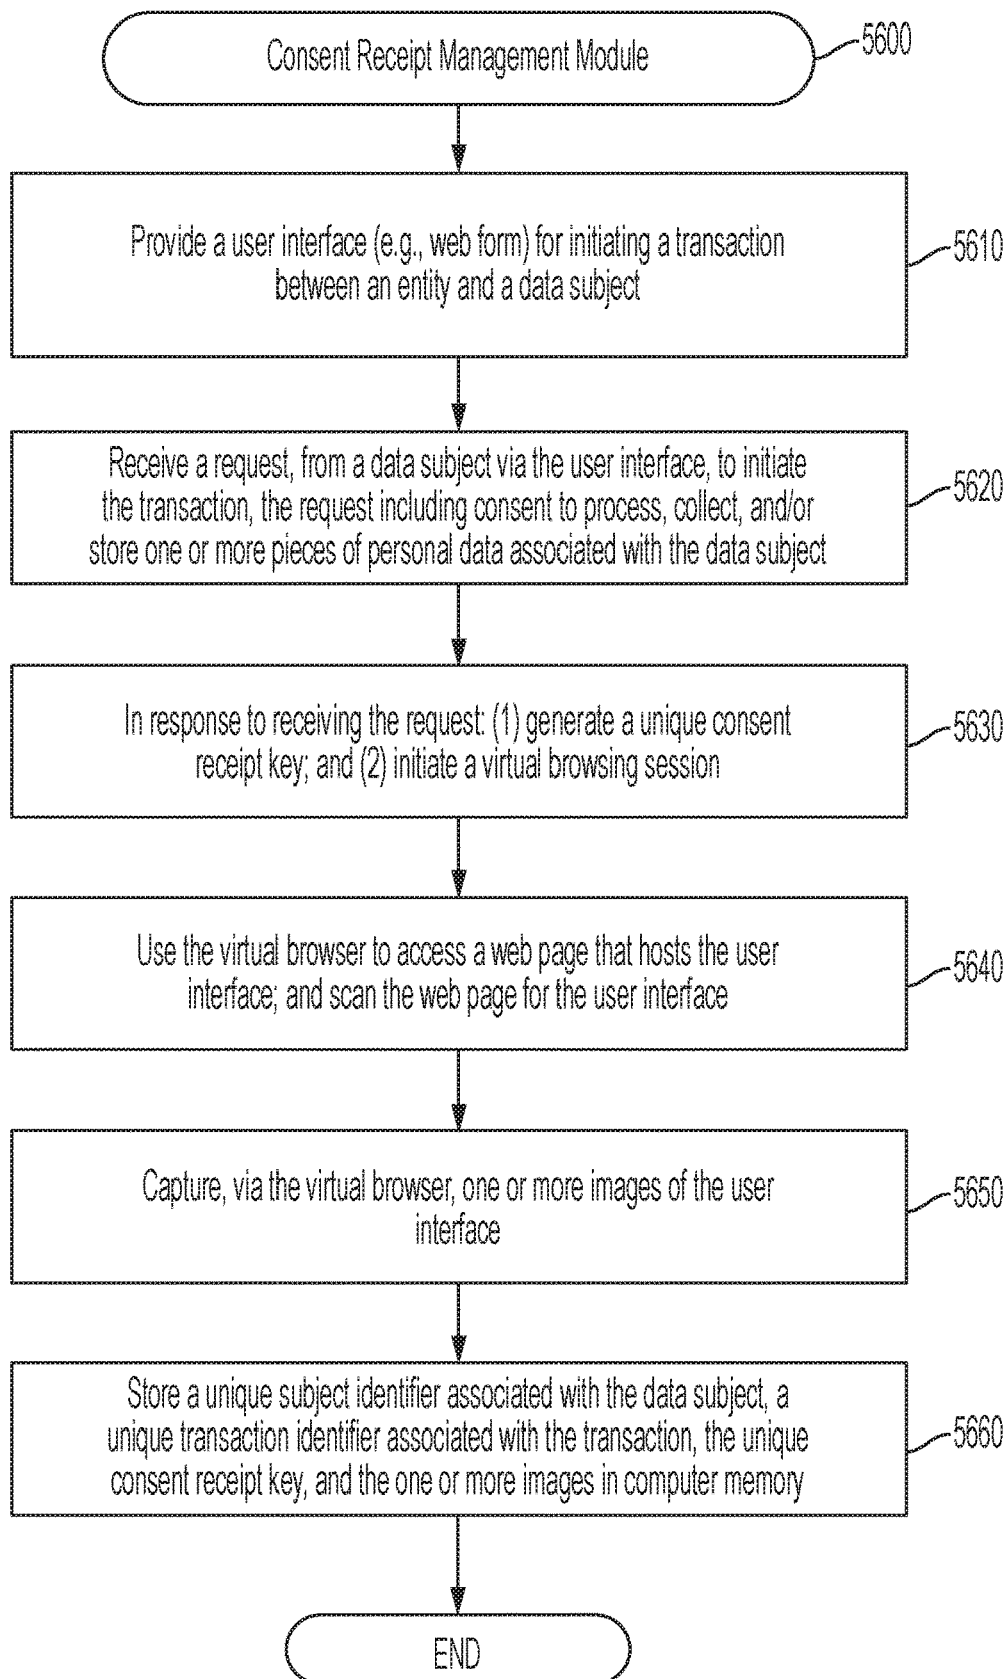 Consent Receipt Management Module
5600
Provide a user interface (e.g., web form) for initiating a transaction
between an entity and a data subject
5610
Receive a request, from a data subject via the user interface, to initiate
the transaction, the request including consent to process, collect, and/or
store one or more pieces of personal data associated with the data subject
5620
In response to receiving the request: (1) generate a unique consent
receipt key; and (2) initiate a virtual browsing session
5630
Use the virtual browser to access a web page that hosts the user
interface; and scan the web page for the user interface
5640
Capture, via the virtual browser, one or more images of the user
interface
5650
Store a unique subject identifier associated with the data subject, a
unique transaction identifier associated with the transaction, the unique
consent receipt key, and the one or more images in computer memory
5660
END